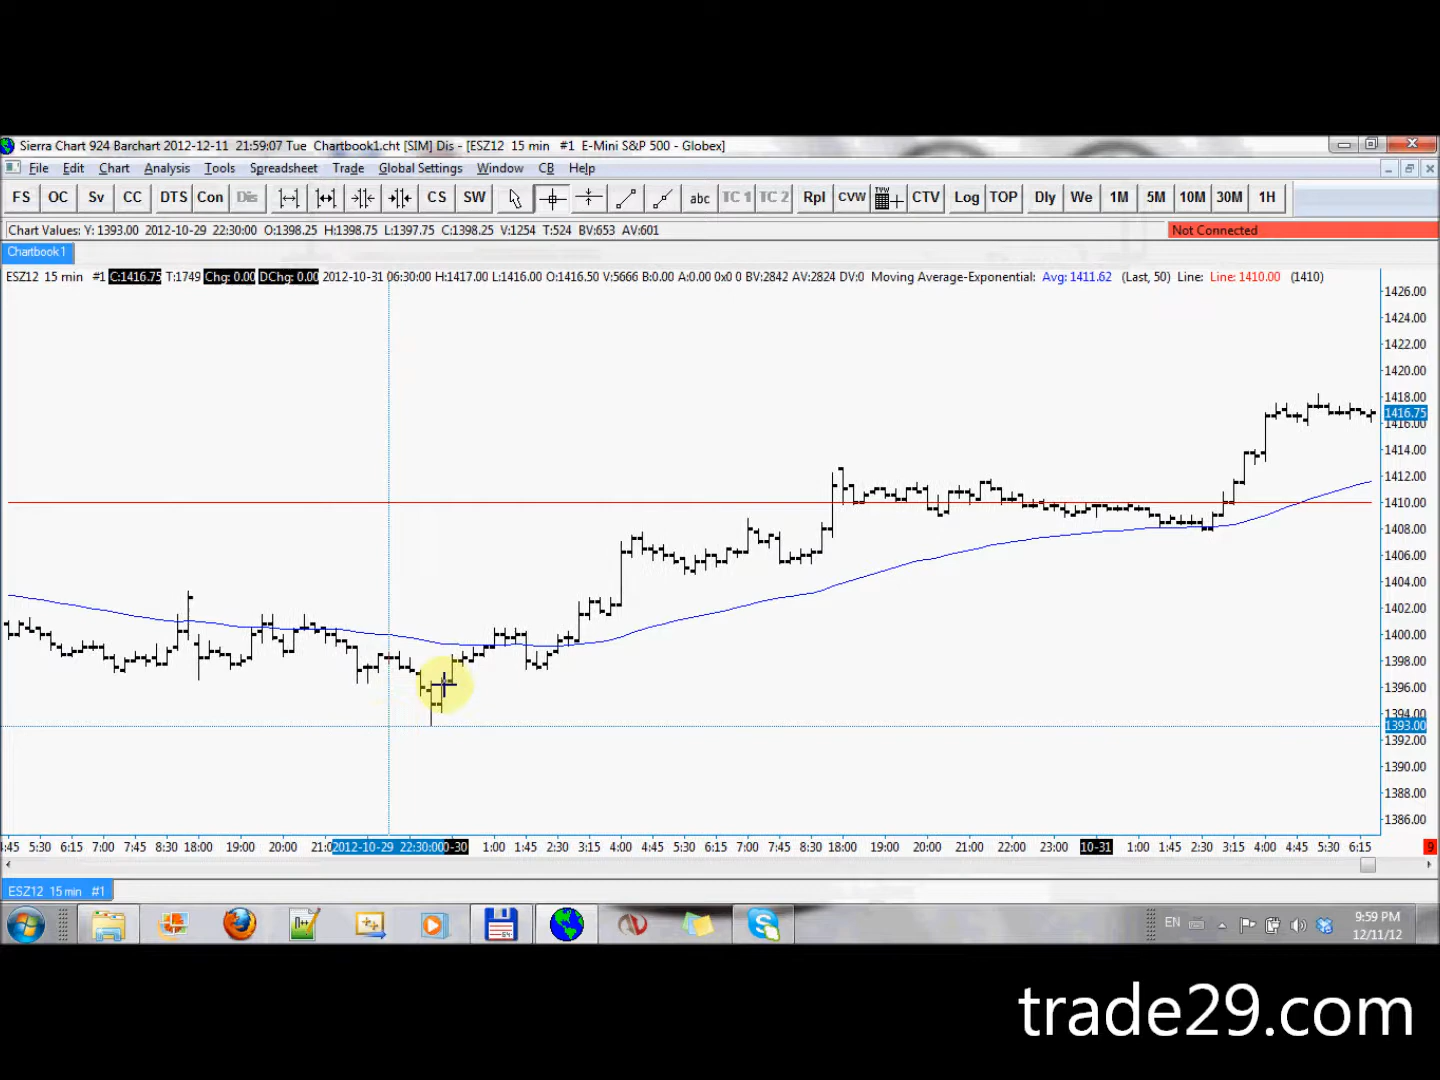 Sierra Chart 924 Barchart 2012-12-11 21:59:07 Tue Chartbook1.cht [SIM] Dis - [ESZ12 15 min #1 E-Mini S&P 500 - Globex]
File Edit Chart Analysis Tools Spreadsheet Trade Global Settings Window CB Help
FS OC Sv CC DTS Con Dis CS SW abc TC 1 TC 2 Rpl CVW TPW CTV Log TOP Dly We 1M 5M 10M 30M 1H
Chart Values: Y: 1393.00 2012-10-29 22:30:00 O:1398.25 H:1398.75 L:1397.75 C:1398.25 V:1254 T:524 BV:653 AV:601 Not Connected
Chartbook1
ESZ12 15 min #1 C:1416.75 T:1749 Chg: 0.00 DChg: 0.00 2012-10-31 06:30:00 H:1417.00 L:1416.00 O:1416.50 V:5666 B:0.00 A:0.00 0x0 0 BV:2842 AV:2824 DV:0 Moving Average-Exponential: Avg: 1411.62 (Last, 50) Line: Line: 1410.00 (1410)
1426.00
1424.00
1422.00
1420.00
1418.00
1416.75
1416.00
1414.00
1412.00
1410.00
1408.00
1406.00
1404.00
1402.00
1400.00
1398.00
1396.00
1394.00
1393.00
1392.00
1390.00
1388.00
1386.00
:45 5:30 6:15 7:00 7:45 8:30 18:00 19:00 20:00 21:0 2012-10-29 22:30:00 0-30 1:00 1:45 2:30 3:15 4:00 4:45 5:30 6:15 7:00 7:45 8:30 18:00 19:00 20:00 21:00 22:00 23:00 10-31 1:00 1:45 2:30 3:15 4:00 4:45 5:30 6:15 9
ESZ12 15 min #1
EN 9:59 PM
12/11/12
trade29.com